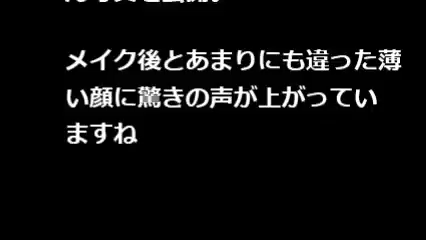 メイク後とあまりにも違った薄
い顔に驚きの声が上がってい
ますね